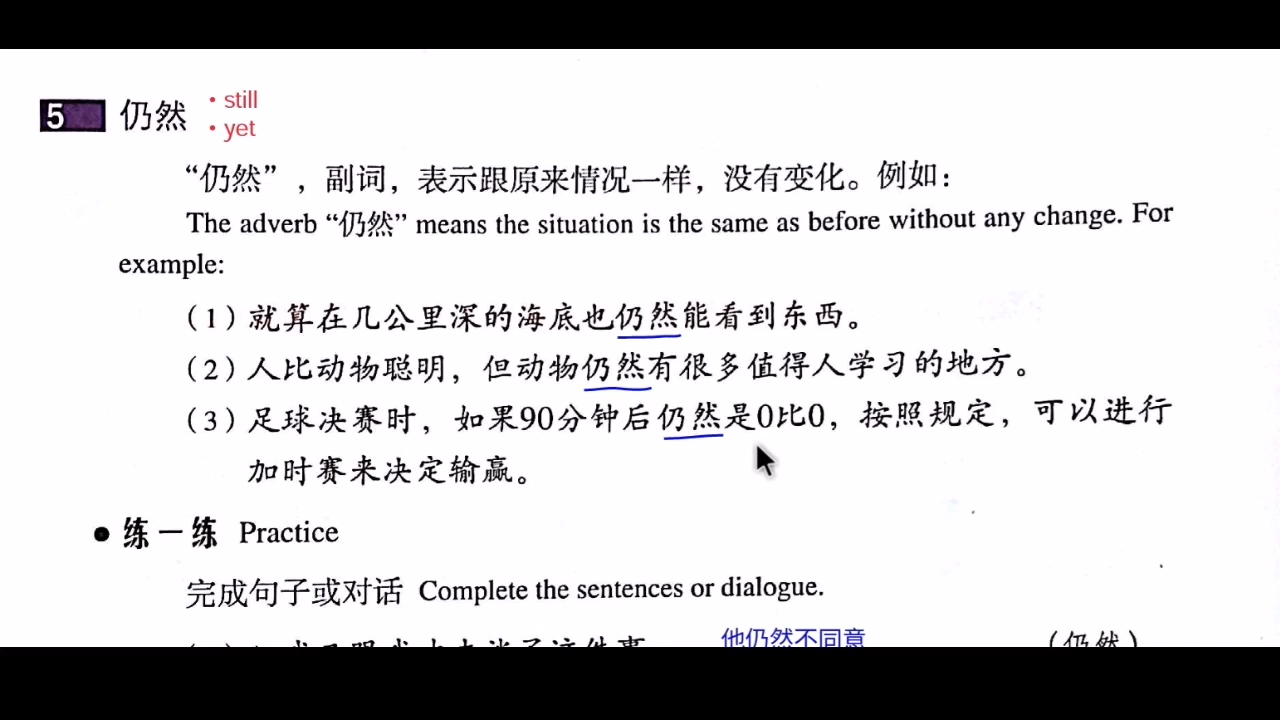 5 仍然
• still
• yet
“仍然”，副词，表示跟原来情况一样，没有变化。例如：
The adverb “仍然” means the situation is the same as before without any change. For
example:
（1）就算在几公里深的海底也仍然能看到东西。
（2）人比动物聪明，但动物仍然有很多值得人学习的地方。
（3）足球决赛时，如果90分钟后仍然是0比0，按照规定，可以进行
加时赛来决定输赢。
● 练一练 Practice
完成句子或对话 Complete the sentences or dialogue.
他仍然不同意 （仍然）